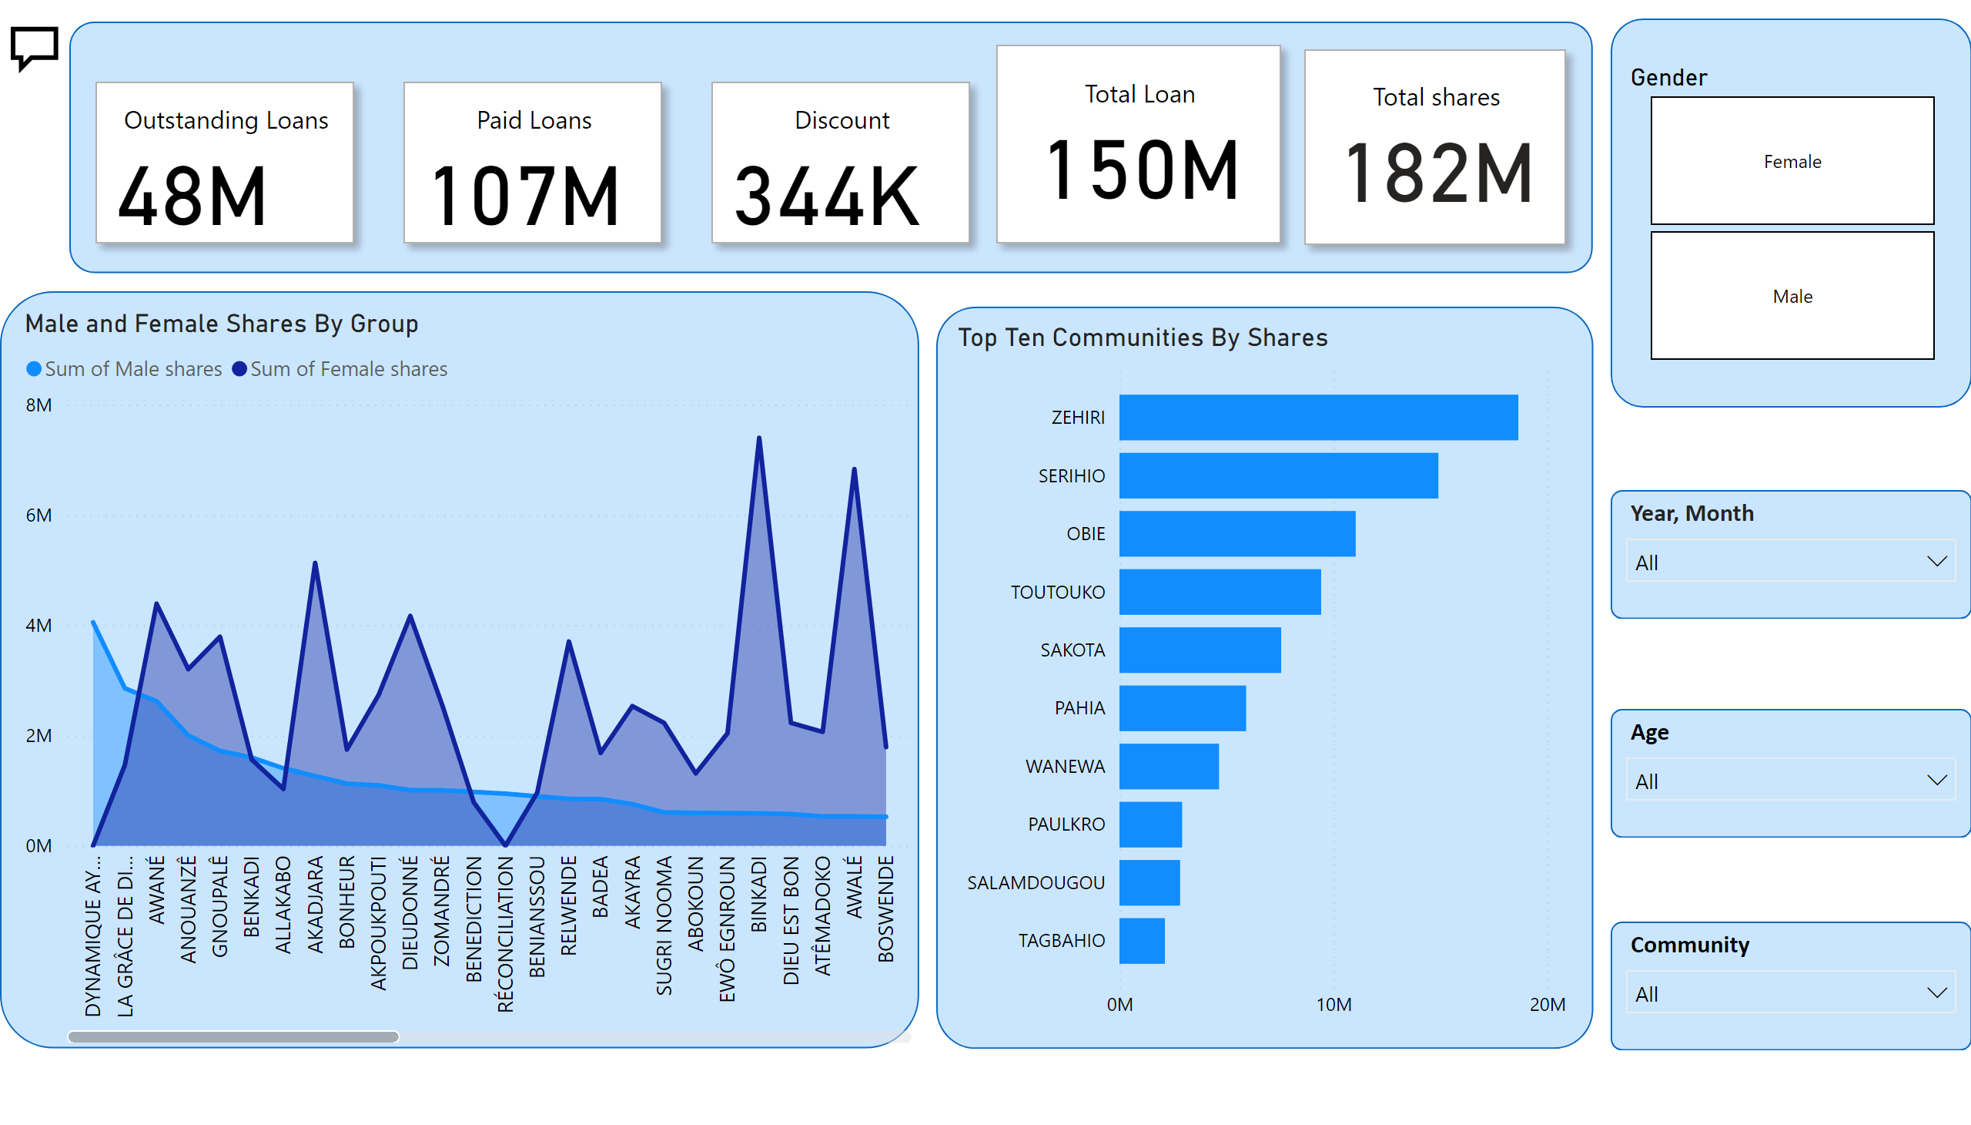 Outstanding Loans
48M
Paid Loans
107M
Discount
344K
Total Loan
150M
Total shares
182M
Gender
Female
Male
Male and Female Shares By Group
Sum of Male shares
Sum of Female shares
8M
6M
4M
2M
0M
DYNAMIQUE AY...
LA GRÂCE DE DI...
AWANÉ
ANOUANZÊ
GNOUPALÊ
BENKADI
ALLAKABO
AKADJARA
BONHEUR
AKPOUKPOUTI
DIEUDONNÉ
ZOMANDRÉ
BENEDICTION
RÉCONCILIATION
BENIANSSOU
RELWENDE
BADEA
AKAYRA
SUGRI NOOMA
ABOKOUN
EWÔ EGNROUN
BINKADI
DIEU EST BON
ATÊMADOKO
AWALÉ
BOSWENDE
Top Ten Communities By Shares
ZEHIRI
SERIHIO
OBIE
TOUTOUKO
SAKOTA
PAHIA
WANEWA
PAULKRO
SALAMDOUGOU
TAGBAHIO
0M
10M
20M
Year, Month
All
Age
All
Community
All